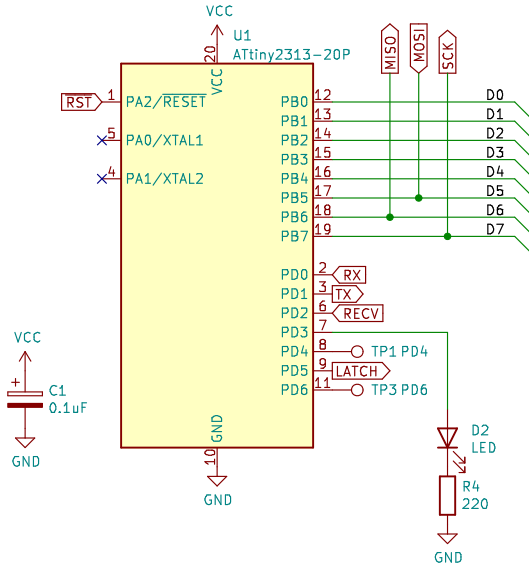 VCC
U1
ATtiny2313-20P
20
VCC
RST
1
PA2/RESET
5
PA0/XTAL1
4
PA1/XTAL2
MISO
MOSI
SCK
PB0
12
D0
PB1
13
D1
PB2
14
D2
PB3
15
D3
PB4
16
D4
PB5
17
D5
PB6
18
D6
PB7
19
D7
PD0
2
RX
PD1
3
TX
PD2
6
RECV
PD3
7
PD4
8
TP1 PD4
PD5
9
LATCH
PD6
11
TP3 PD6
VCC
+
C1
0.1uF
GND
GND
10
GND
D2
LED
R4
220
GND